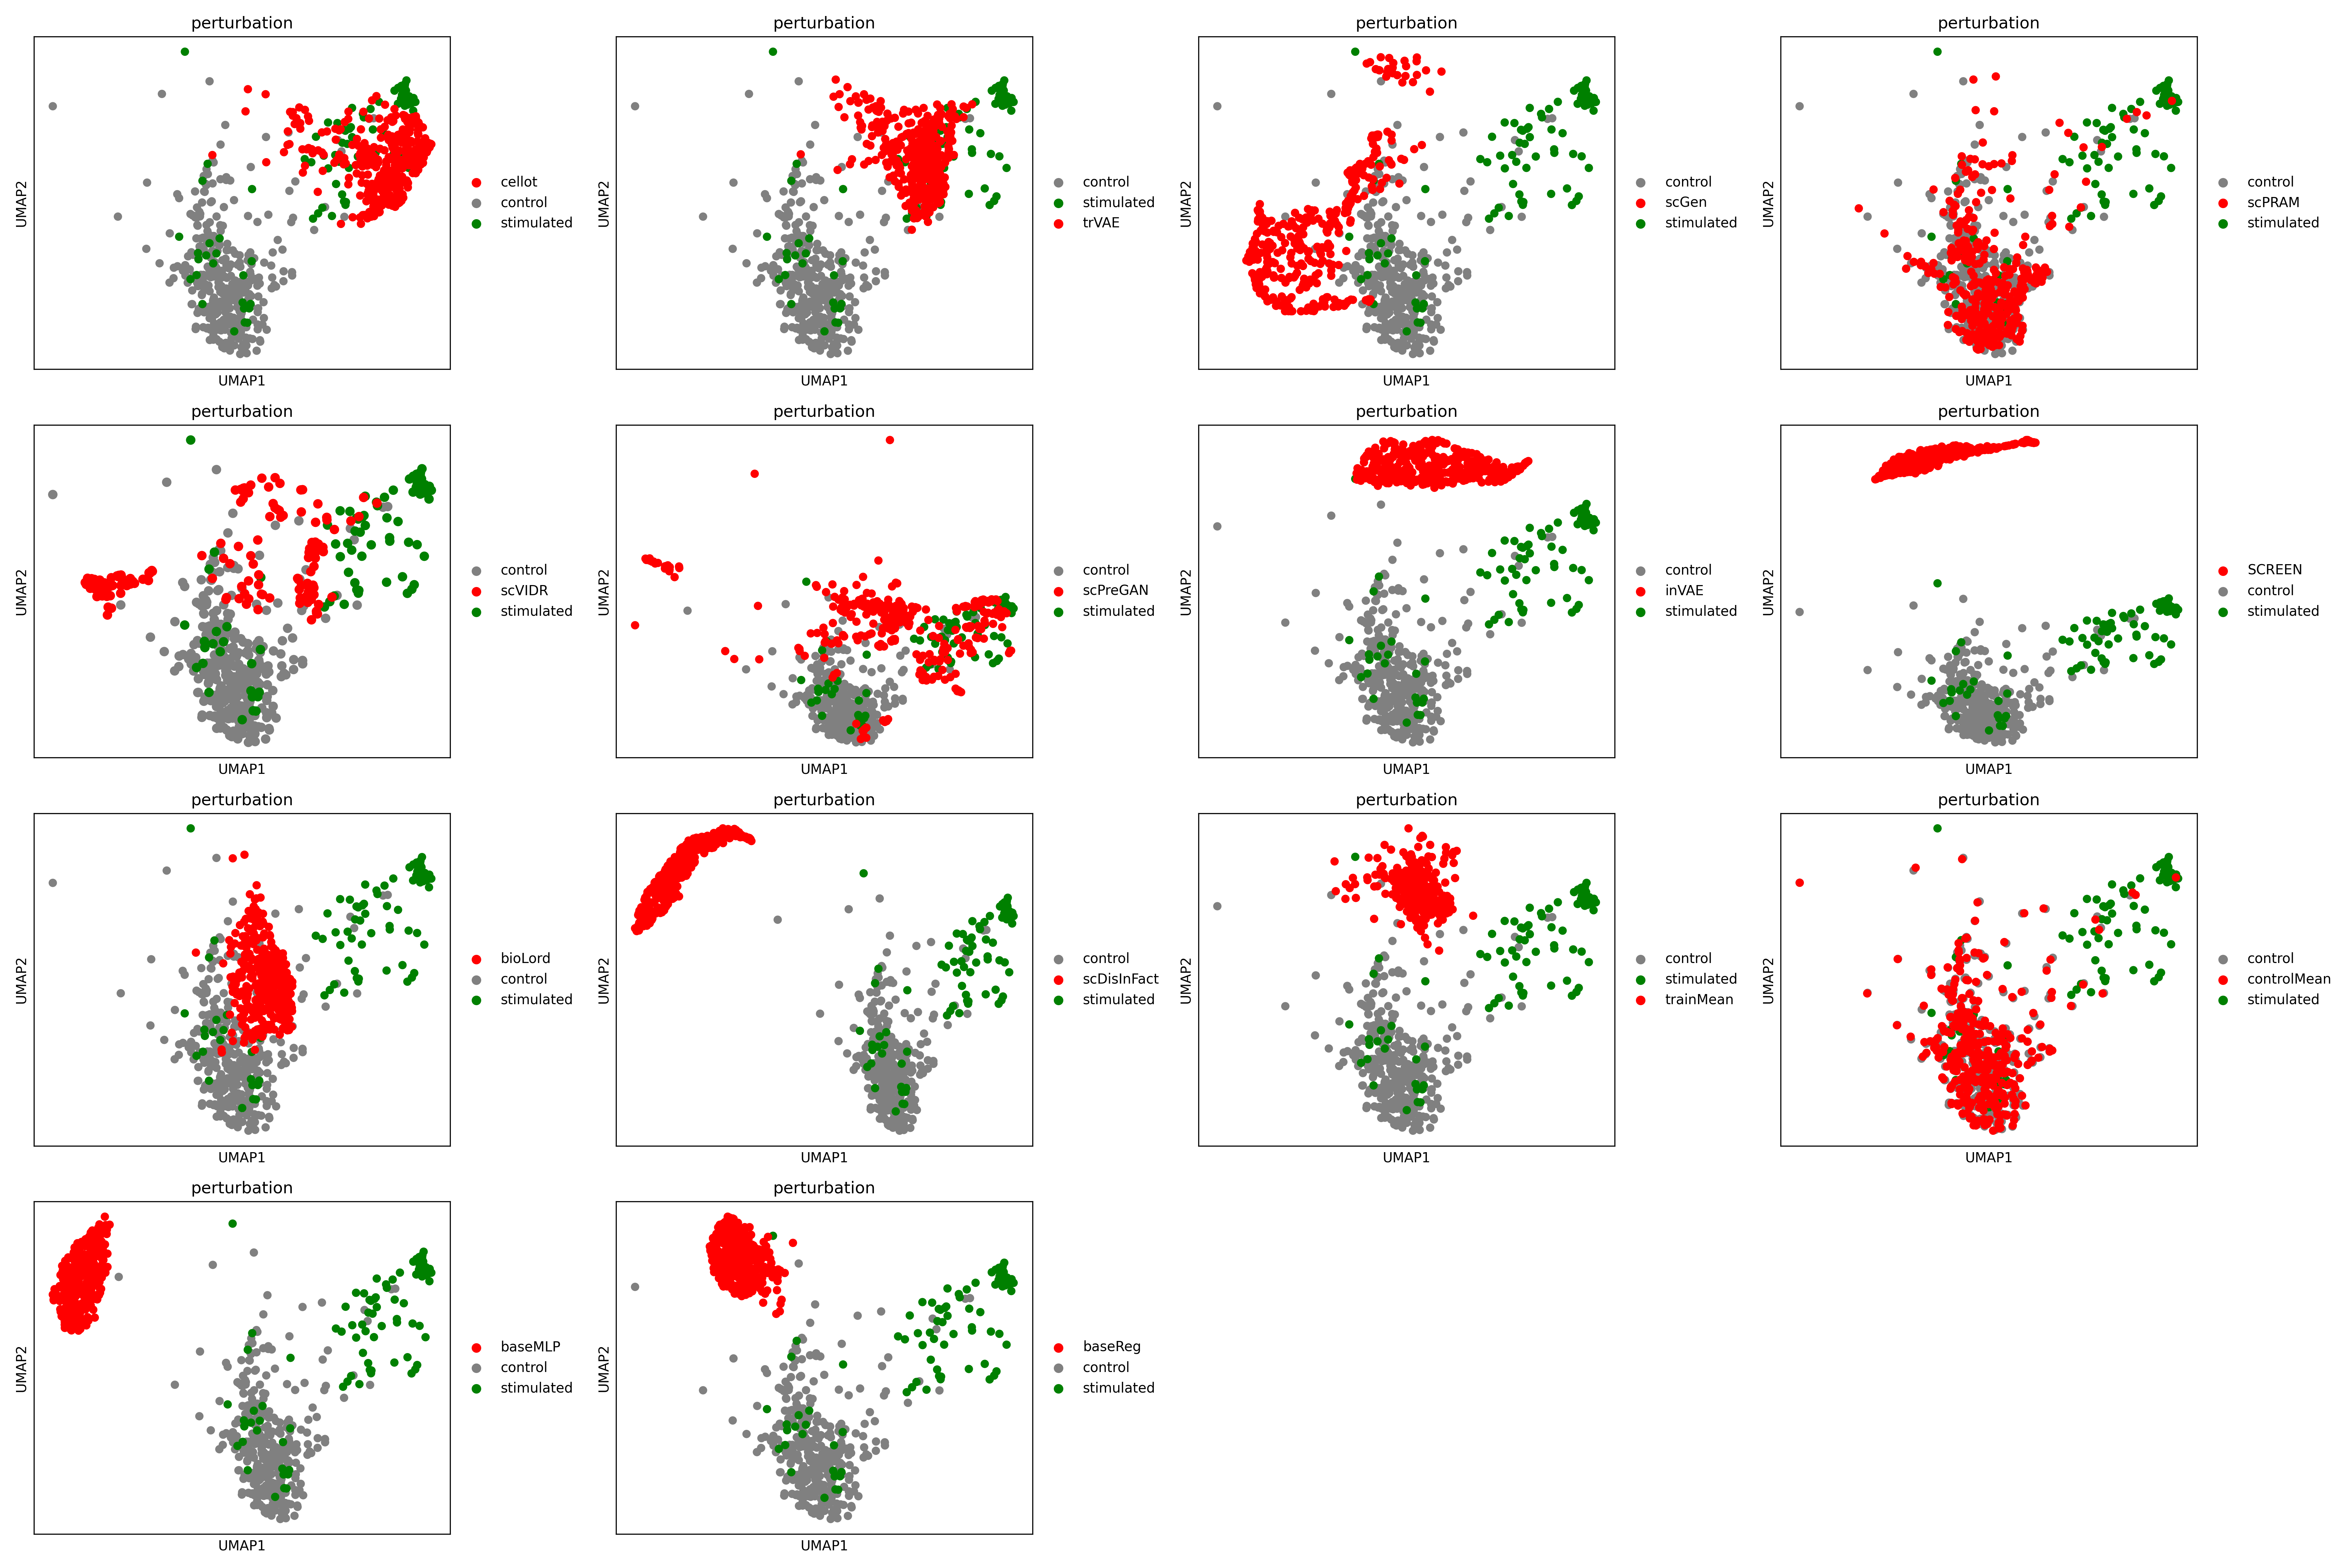 perturbation
UMAP2
UMAP1
cellot
control
stimulated
perturbation
UMAP2
UMAP1
control
stimulated
trVAE
perturbation
UMAP2
UMAP1
control
scGen
stimulated
perturbation
UMAP2
UMAP1
control
scPRAM
stimulated
perturbation
UMAP2
UMAP1
control
scVIDR
stimulated
perturbation
UMAP2
UMAP1
control
scPreGAN
stimulated
perturbation
UMAP2
UMAP1
control
inVAE
stimulated
perturbation
UMAP2
UMAP1
SCREEN
control
stimulated
perturbation
UMAP2
UMAP1
bioLord
control
stimulated
perturbation
UMAP2
UMAP1
control
scDisInFact
stimulated
perturbation
UMAP2
UMAP1
control
stimulated
trainMean
perturbation
UMAP2
UMAP1
control
controlMean
stimulated
perturbation
UMAP2
UMAP1
baseMLP
control
stimulated
perturbation
UMAP2
UMAP1
baseReg
control
stimulated